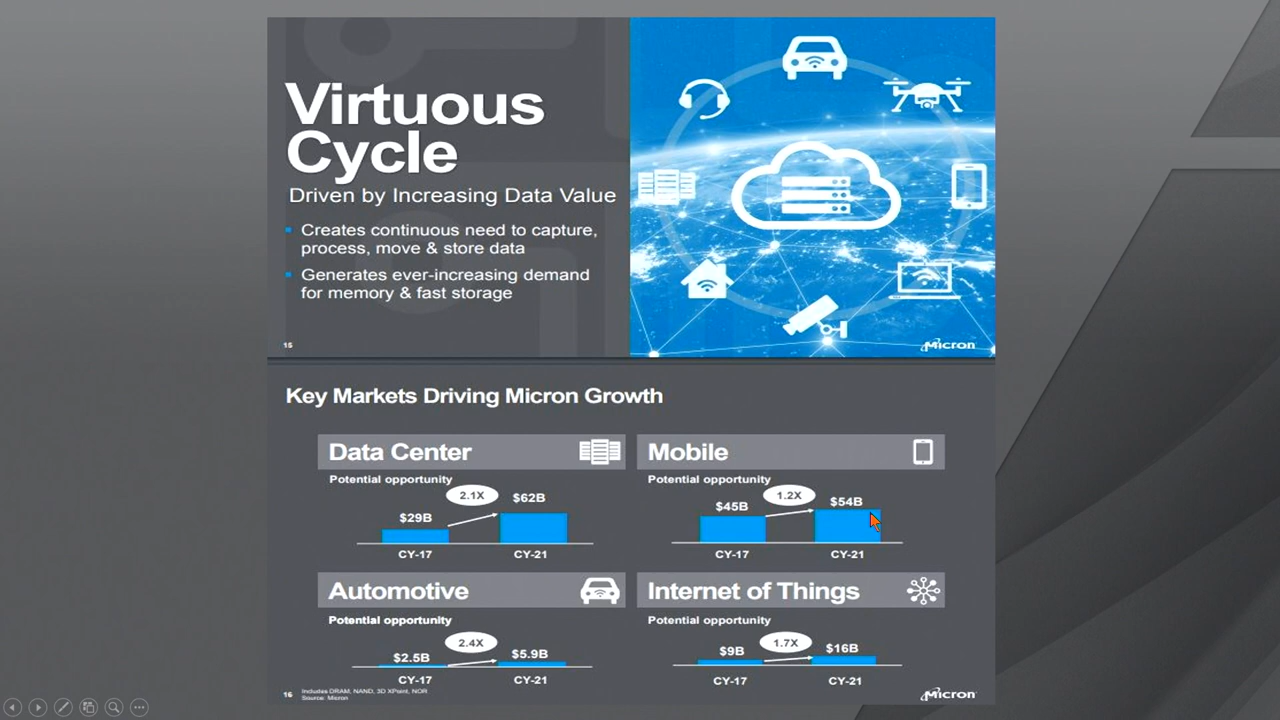 Virtuous
Cycle
Driven by Increasing Data Value
Creates continuous need to capture,
process, move & store data
Generates ever-increasing demand
for memory & fast storage
15
Micron
Key Markets Driving Micron Growth
Data Center
Potential opportunity
$29B
2.1X
$62B
CY-17
CY-21
Mobile
Potential opportunity
$45B
1.2X
$54B
CY-17
CY-21
Automotive
Potential opportunity
$2.5B
2.4X
$5.9B
CY-17
CY-21
Internet of Things
Potential opportunity
$9B
1.7X
$16B
CY-17
CY-21
16
Includes DRAM, NAND, 3D XPoint, NOR
Source: Micron
Micron